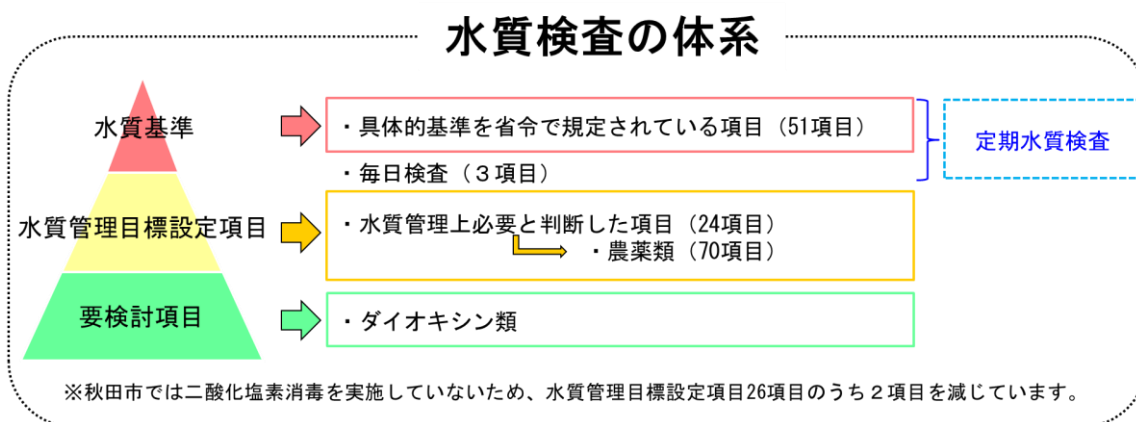 水質検査の体系
水質基準
・具体的基準を省令で規定されている項目（51項目）
・毎日検査（３項目）
定期水質検査
水質管理目標設定項目
・水質管理上必要と判断した項目（24項目）
・農薬類（70項目）
要検討項目
・ダイオキシン類
※秋田市では二酸化塩素消毒を実施していないため、水質管理目標設定項目26項目のうち２項目を減じています。